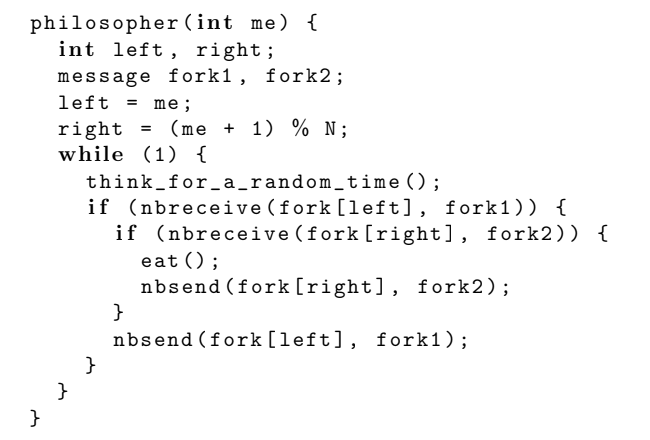 philosopher(int me) {
  int left, right;
  message fork1, fork2;
  left = me;
  right = (me + 1) % N;
  while (1) {
    think_for_a_random_time();
    if (nbreceive(fork[left], fork1)) {
      if (nbreceive(fork[right], fork2)) {
        eat();
        nbsend(fork[right], fork2);
      }
      nbsend(fork[left], fork1);
    }
  }
}